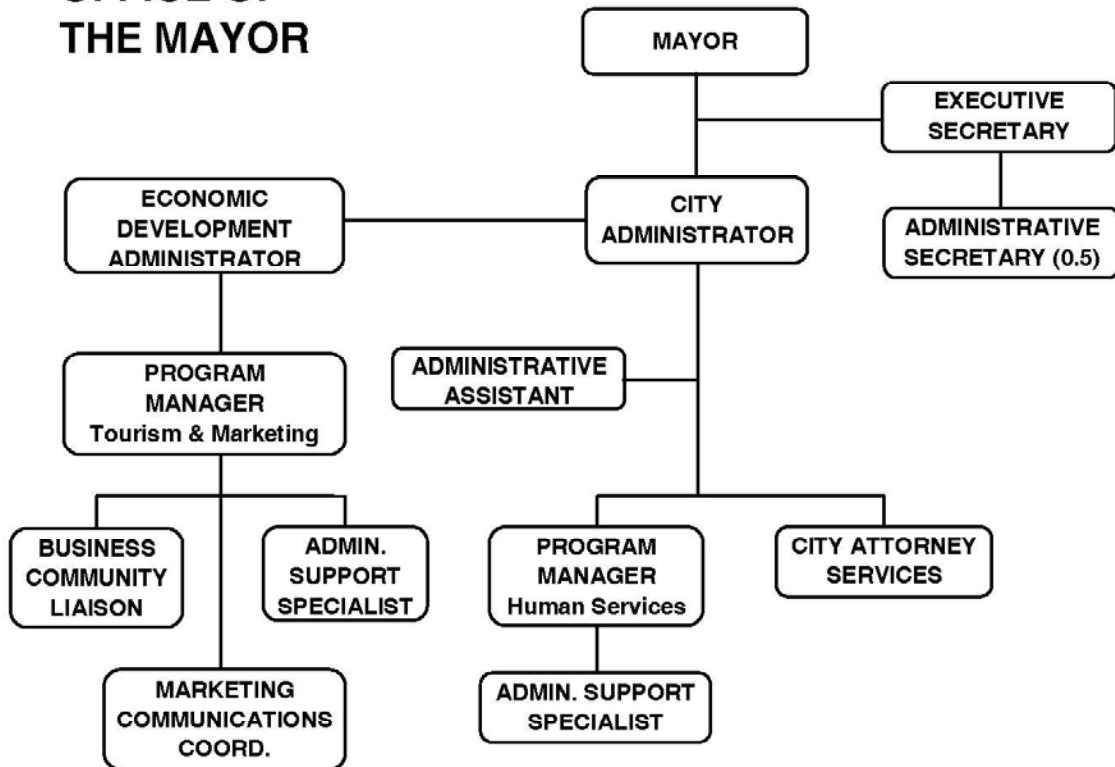 THE MAYOR
MAYOR
EXECUTIVE
SECRETARY
ECONOMIC
DEVELOPMENT
ADMINISTRATOR
CITY
ADMINISTRATOR
ADMINISTRATIVE
SECRETARY (0.5)
ADMINISTRATIVE
ASSISTANT
PROGRAM
MANAGER
Tourism & Marketing
BUSINESS
COMMUNITY
LIAISON
ADMIN.
SUPPORT
SPECIALIST
PROGRAM
MANAGER
Human Services
CITY ATTORNEY
SERVICES
MARKETING
COMMUNICATIONS
COORD.
ADMIN. SUPPORT
SPECIALIST